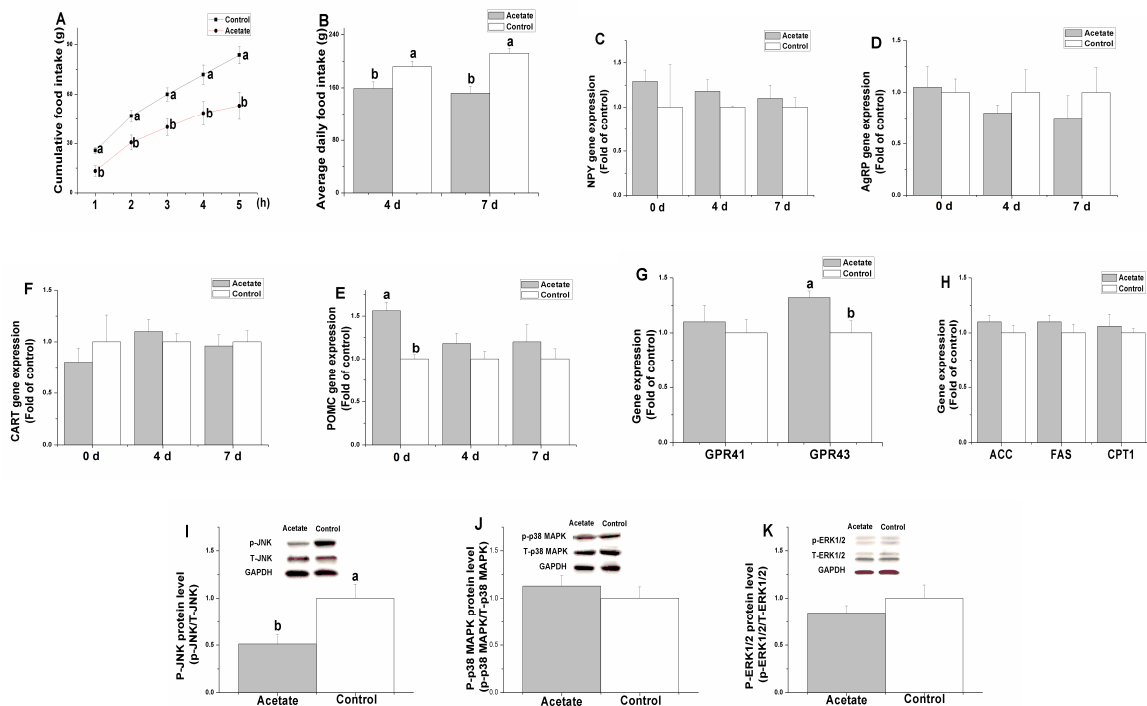 A
Control
Acetate
Cumulative food intake (g)
90
60
30
0
a
a
a
a
a
b
b
b
b
b
1 2 3 4 5 (h)
B
Acetate
Control
Average daily food intake (g)
240
160
80
0
b a b a
4 d 7 d
C
Acetate
Control
NPY gene expression
(Fold of control)
2.0
1.5
1.0
0.5
0.0
0 d 4 d 7 d
D
Acetate
Control
AgRP gene expression
(Fold of control)
1.5
1.0
0.5
0.0
0 d 4 d 7 d
F
Acetate
Control
CART gene expression
(Fold of control)
1.5
1.0
0.5
0.0
0 d 4 d 7 d
E
Acetate
Control
POMC gene expression
(Fold of control)
1.5
1.0
0.5
0.0
a
b
0 d 4 d 7 d
G
Acetate
Control
Gene expression
(Fold of control)
1.5
1.0
0.5
0.0
a
b
GPR41 GPR43
H
Acetate
Control
Gene expression
(Fold of control)
1.5
1.0
0.5
0.0
ACC FAS CPT1
I
Acetate Control
p-JNK
T-JNK
GAPDH
P-JNK protein level
(p-JNK/T-JNK)
1.5
1.0
0.5
0.0
b
a
Acetate Control
J
Acetate Control
p-p38 MAPK
T-p38 MAPK
GAPDH
P-p38 MAPK protein level
(p-p38 MAPK/T-p38 MAPK)
1.5
1.0
0.5
0.0
Acetate Control
K
Acetate Control
p-ERK1/2
T-ERK1/2
GAPDH
P-ERK1/2 protein level
(p-ERK1/2/T-ERK1/2)
1.5
1.0
0.5
0.0
Acetate Control